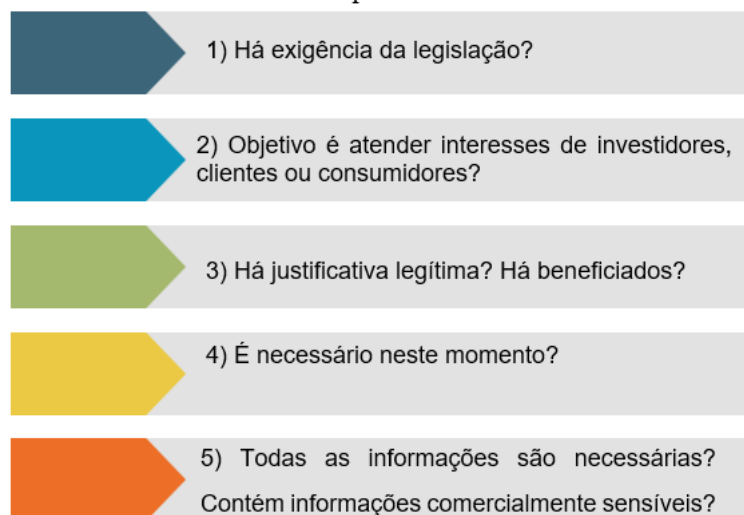 1) Há exigência da legislação?
2) Objetivo é atender interesses de investidores,
clientes ou consumidores?
3) Há justificativa legítima? Há beneficiados?
4) É necessário neste momento?
5) Todas as informações são necessárias?
Contém informações comercialmente sensíveis?